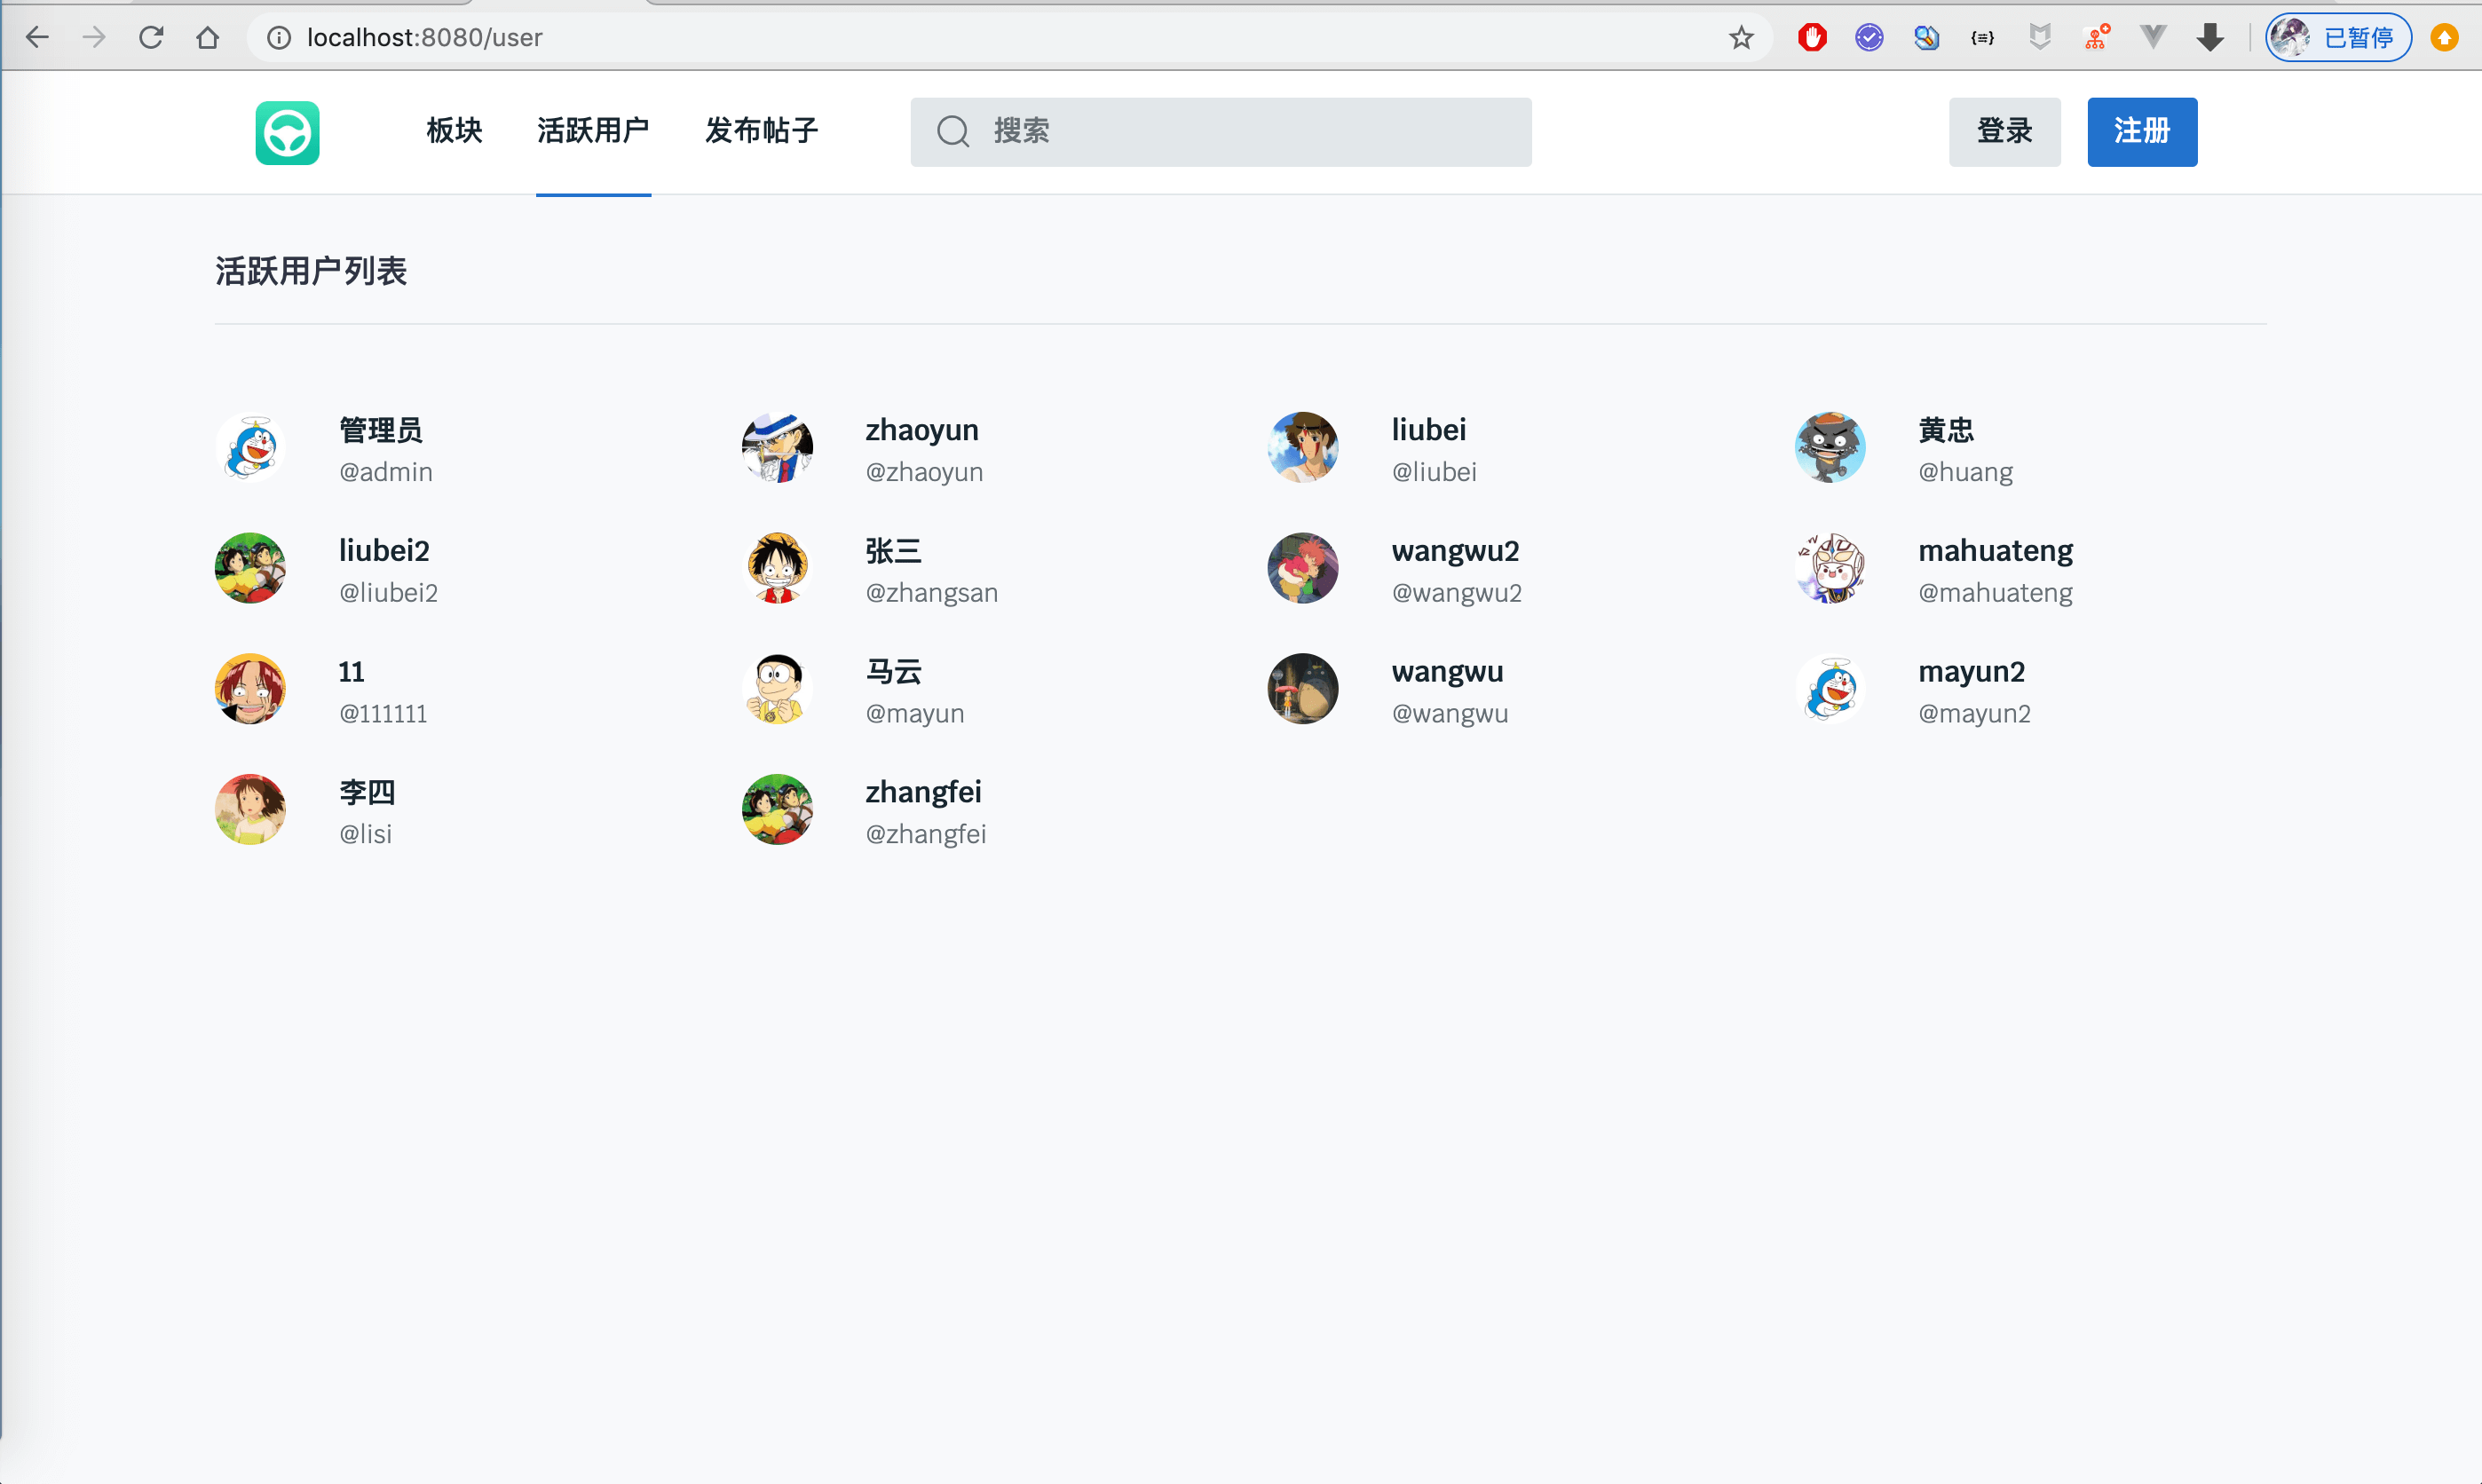 localhost:8080/user
已暂停
板块 活跃用户 发布帖子 搜索 登录 注册
活跃用户列表
管理员 zhaoyun liubei 黄忠
@admin @zhaoyun @liubei @huang
liubei2 张三 wangwu2 mahuateng
@liubei2 @zhangsan @wangwu2 @mahuateng
11 马云 wangwu mayun2
@111111 @mayun @wangwu @mayun2
李四 zhangfei
@lisi @zhangfei